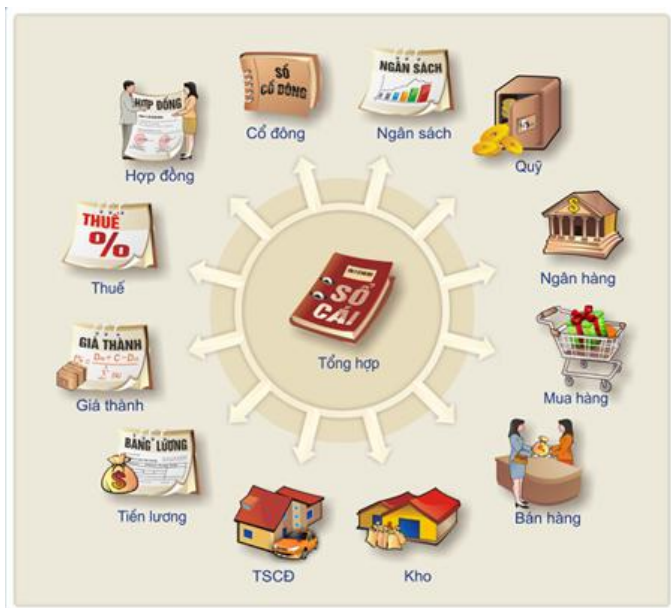 SỔ
CỔ ĐÔNG
Cổ đông
NGÂN SÁCH
Ngân sách
Quỹ
HỢP ĐỒNG
Hợp đồng
Ngân hàng
THUẾ
%
Thuế
SỔ
CÁI
Tổng hợp
Mua hàng
GIÁ THÀNH
Giá thành
Bán hàng
BẢNG LƯƠNG
$
Tiền lương
TSCĐ
Kho